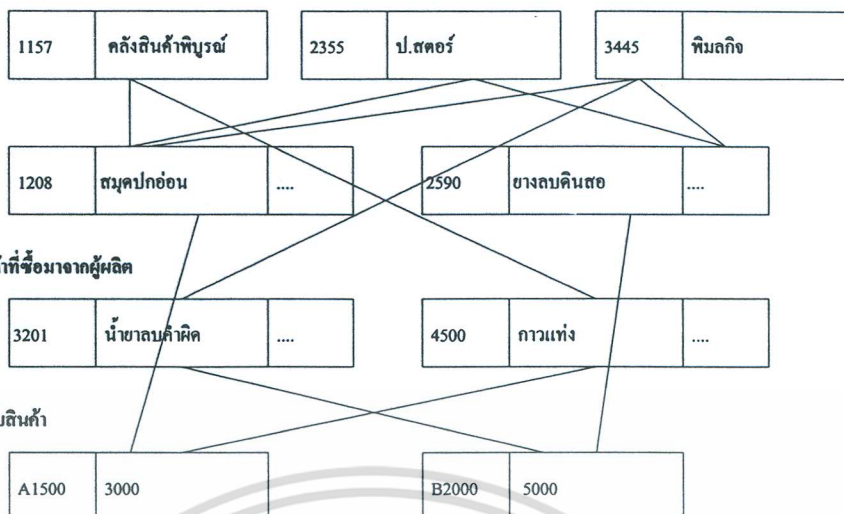 1157 คลังสินค้าพิบูรณ์ 2355 ป.สตอร์ 3445 พิมลกิจ
1208 สมุดปกอ่อน .... 2590 ยางลบดินสอ ....
ที่ซื้อมาจากผู้ผลิต
3201 น้ำยาลบคำผิด .... 4500 กาวแท่ง ....
สินค้า
A1500 3000 B2000 5000